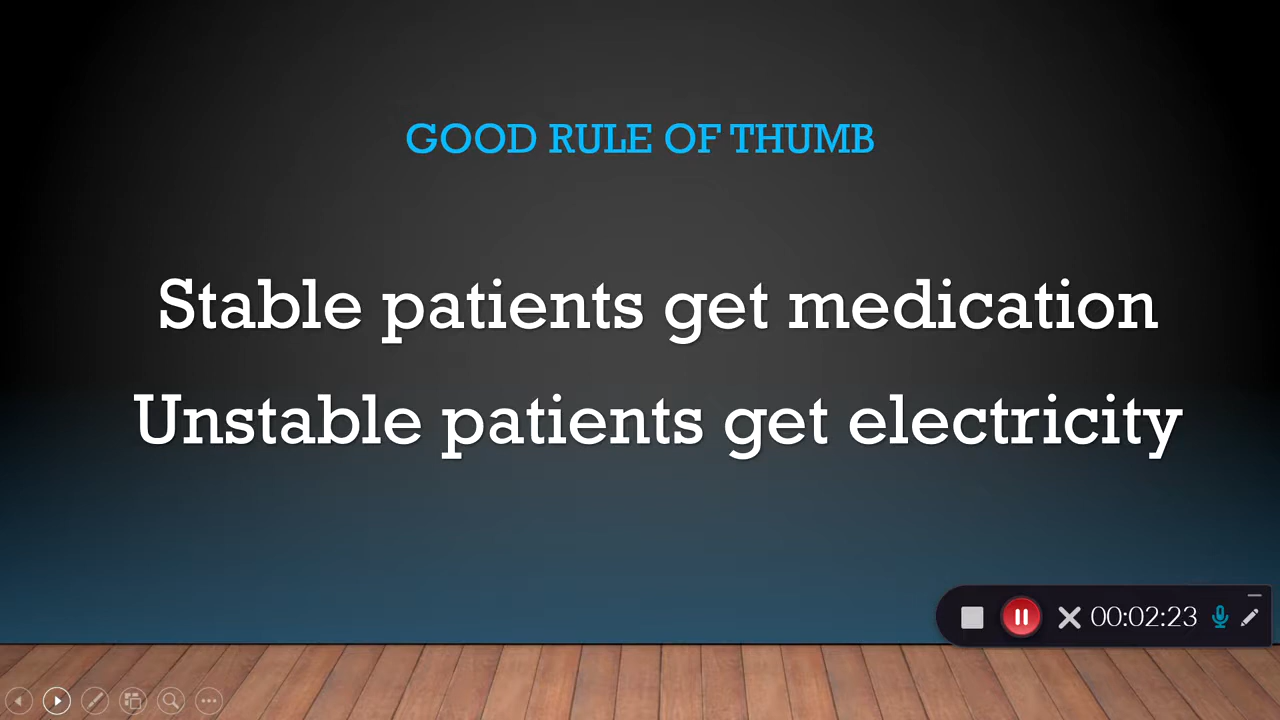 GOOD RULE OF THUMB
Stable patients get medication
Unstable patients get electricity
00:02:23